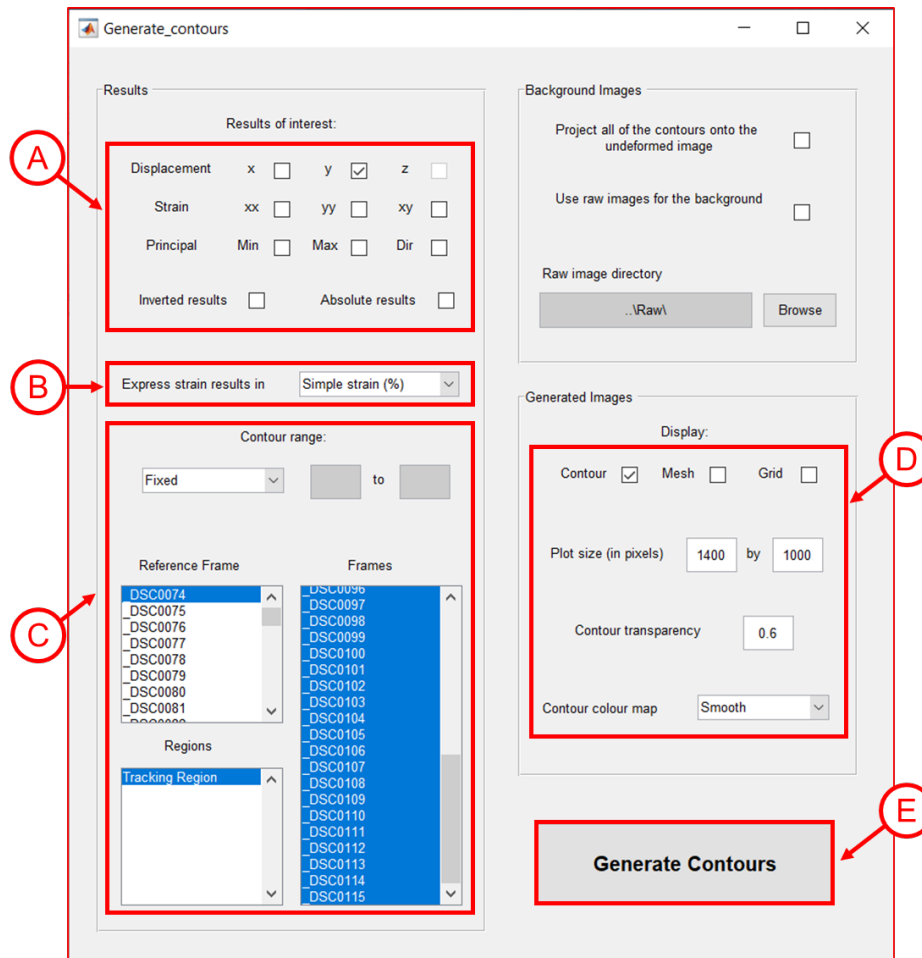 Generate_contours
Results
Results of interest:
A
Displacement x y z
Strain xx yy xy
Principal Min Max Dir
Inverted results Absolute results
B
Express strain results in Simple strain (%)
Contour range:
Fixed to
C
Reference Frame
_DSC0074
_DSC0075
_DSC0076
_DSC0077
_DSC0078
_DSC0079
_DSC0080
_DSC0081
Regions
Tracking Region
Frames
_DSC0096
_DSC0097
_DSC0098
_DSC0099
_DSC0100
_DSC0101
_DSC0102
_DSC0103
_DSC0104
_DSC0105
_DSC0106
_DSC0107
_DSC0108
_DSC0109
_DSC0110
_DSC0111
_DSC0112
_DSC0113
_DSC0114
_DSC0115
Background Images
Project all of the contours onto the
undeformed image
Use raw images for the background
Raw image directory
..\Raw\ Browse
Generated Images
Display:
D
Contour Mesh Grid
Plot size (in pixels) 1400 by 1000
Contour transparency 0.6
Contour colour map Smooth
E
Generate Contours